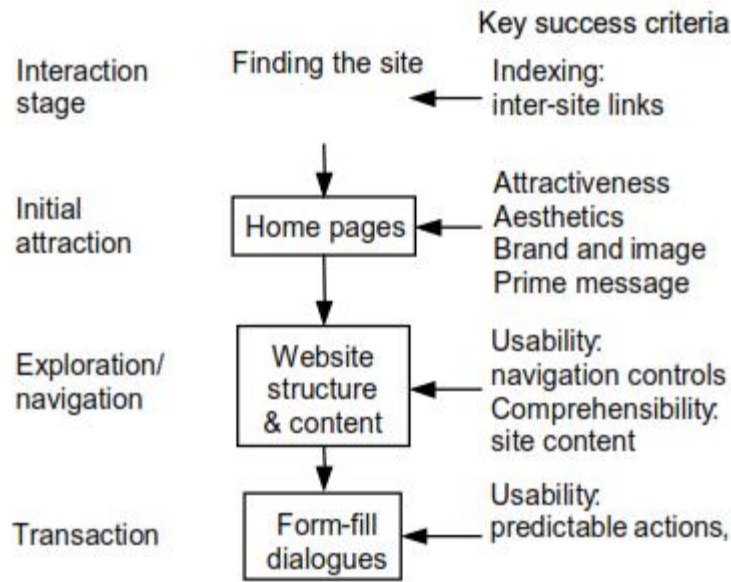 Key success criteria
Interaction
stage
Finding the site
Indexing:
inter-site links
Initial
attraction
Home pages
Attractiveness
Aesthetics
Brand and image
Prime message
Exploration/
navigation
Website
structure
& content
Usability:
navigation controls
Comprehensibility:
site content
Transaction
Form-fill
dialogues
Usability:
predictable actions,